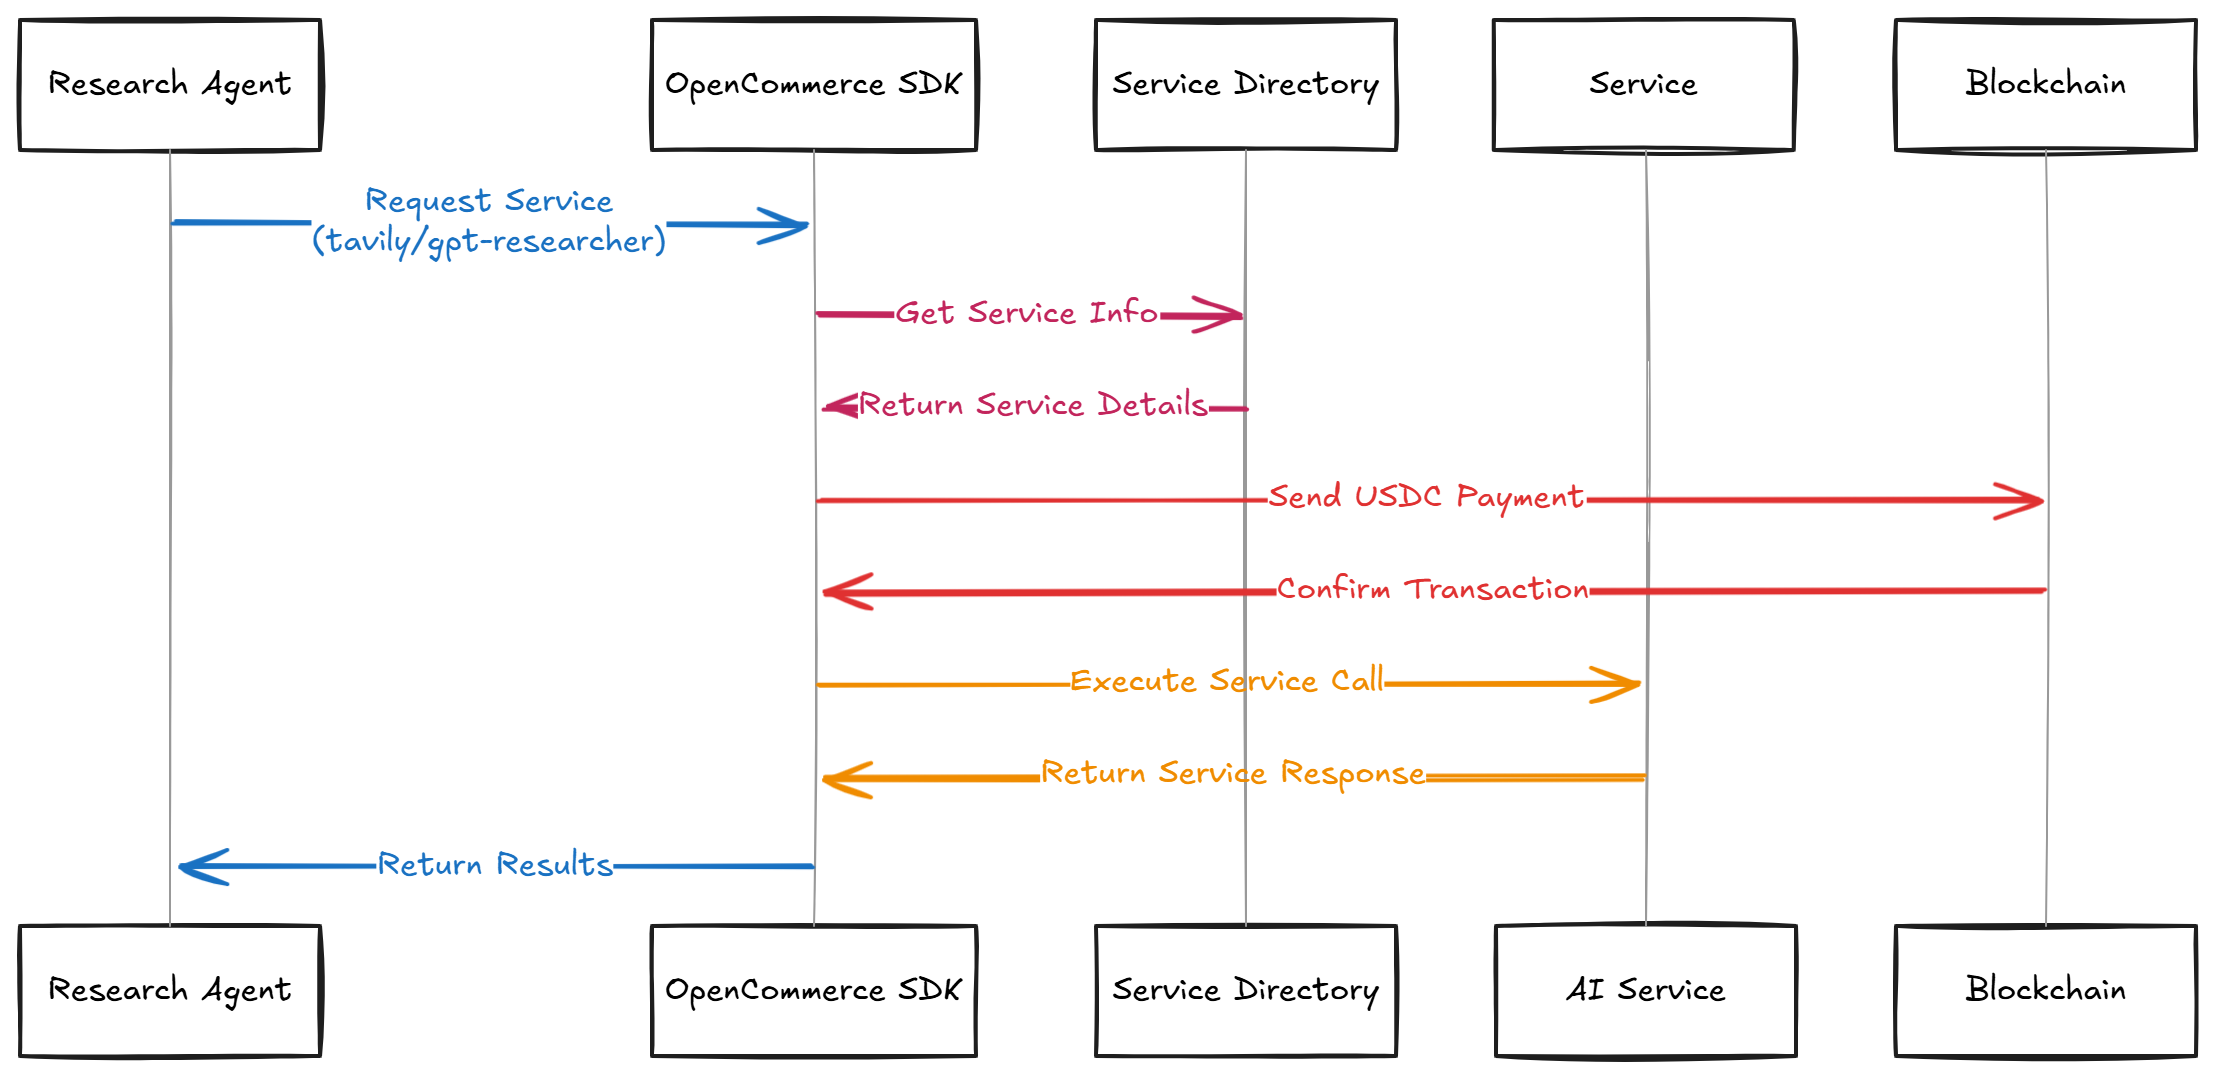 Research Agent
OpenCommerce SDK
Service Directory
Service
Blockchain
Request Service
(tavily/gpt-researcher)
Get Service Info
Return Service Details
Send USDC Payment
Confirm Transaction
Execute Service Call
Return Service Response
Return Results
Research Agent
OpenCommerce SDK
Service Directory
AI Service
Blockchain